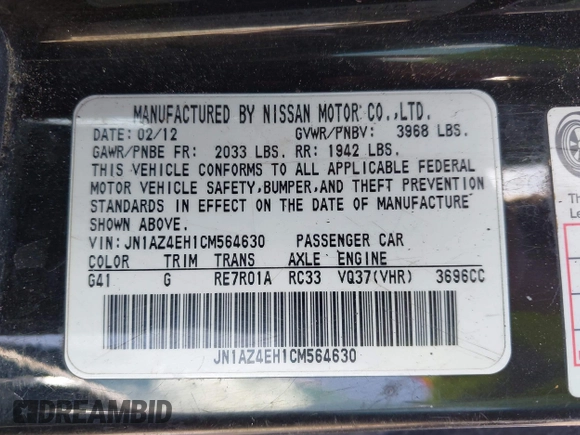 MANUFACTURED BY NISSAN MOTOR CO.,LTD.
DATE: 02/12 GVWR/PNBV: 3968 LBS.
GAWR/PNBE FR: 2033 LBS. RR: 1942 LBS.
THIS VEHICLE CONFORMS TO ALL APPLICABLE FEDERAL
MOTOR VEHICLE SAFETY,BUMPER,AND THEFT PREVENTION
STANDARDS IN EFFECT ON THE DATE OF MANUFACTURE
SHOWN ABOVE.
VIN: JN1AZ4EH1CM564630 PASSENGER CAR
COLOR TRIM TRANS AXLE ENGINE
G41 G RE7R01A RC33 VQ37(VHR) 3696CC
JN1AZ4EH1CM564630
DREAMBID